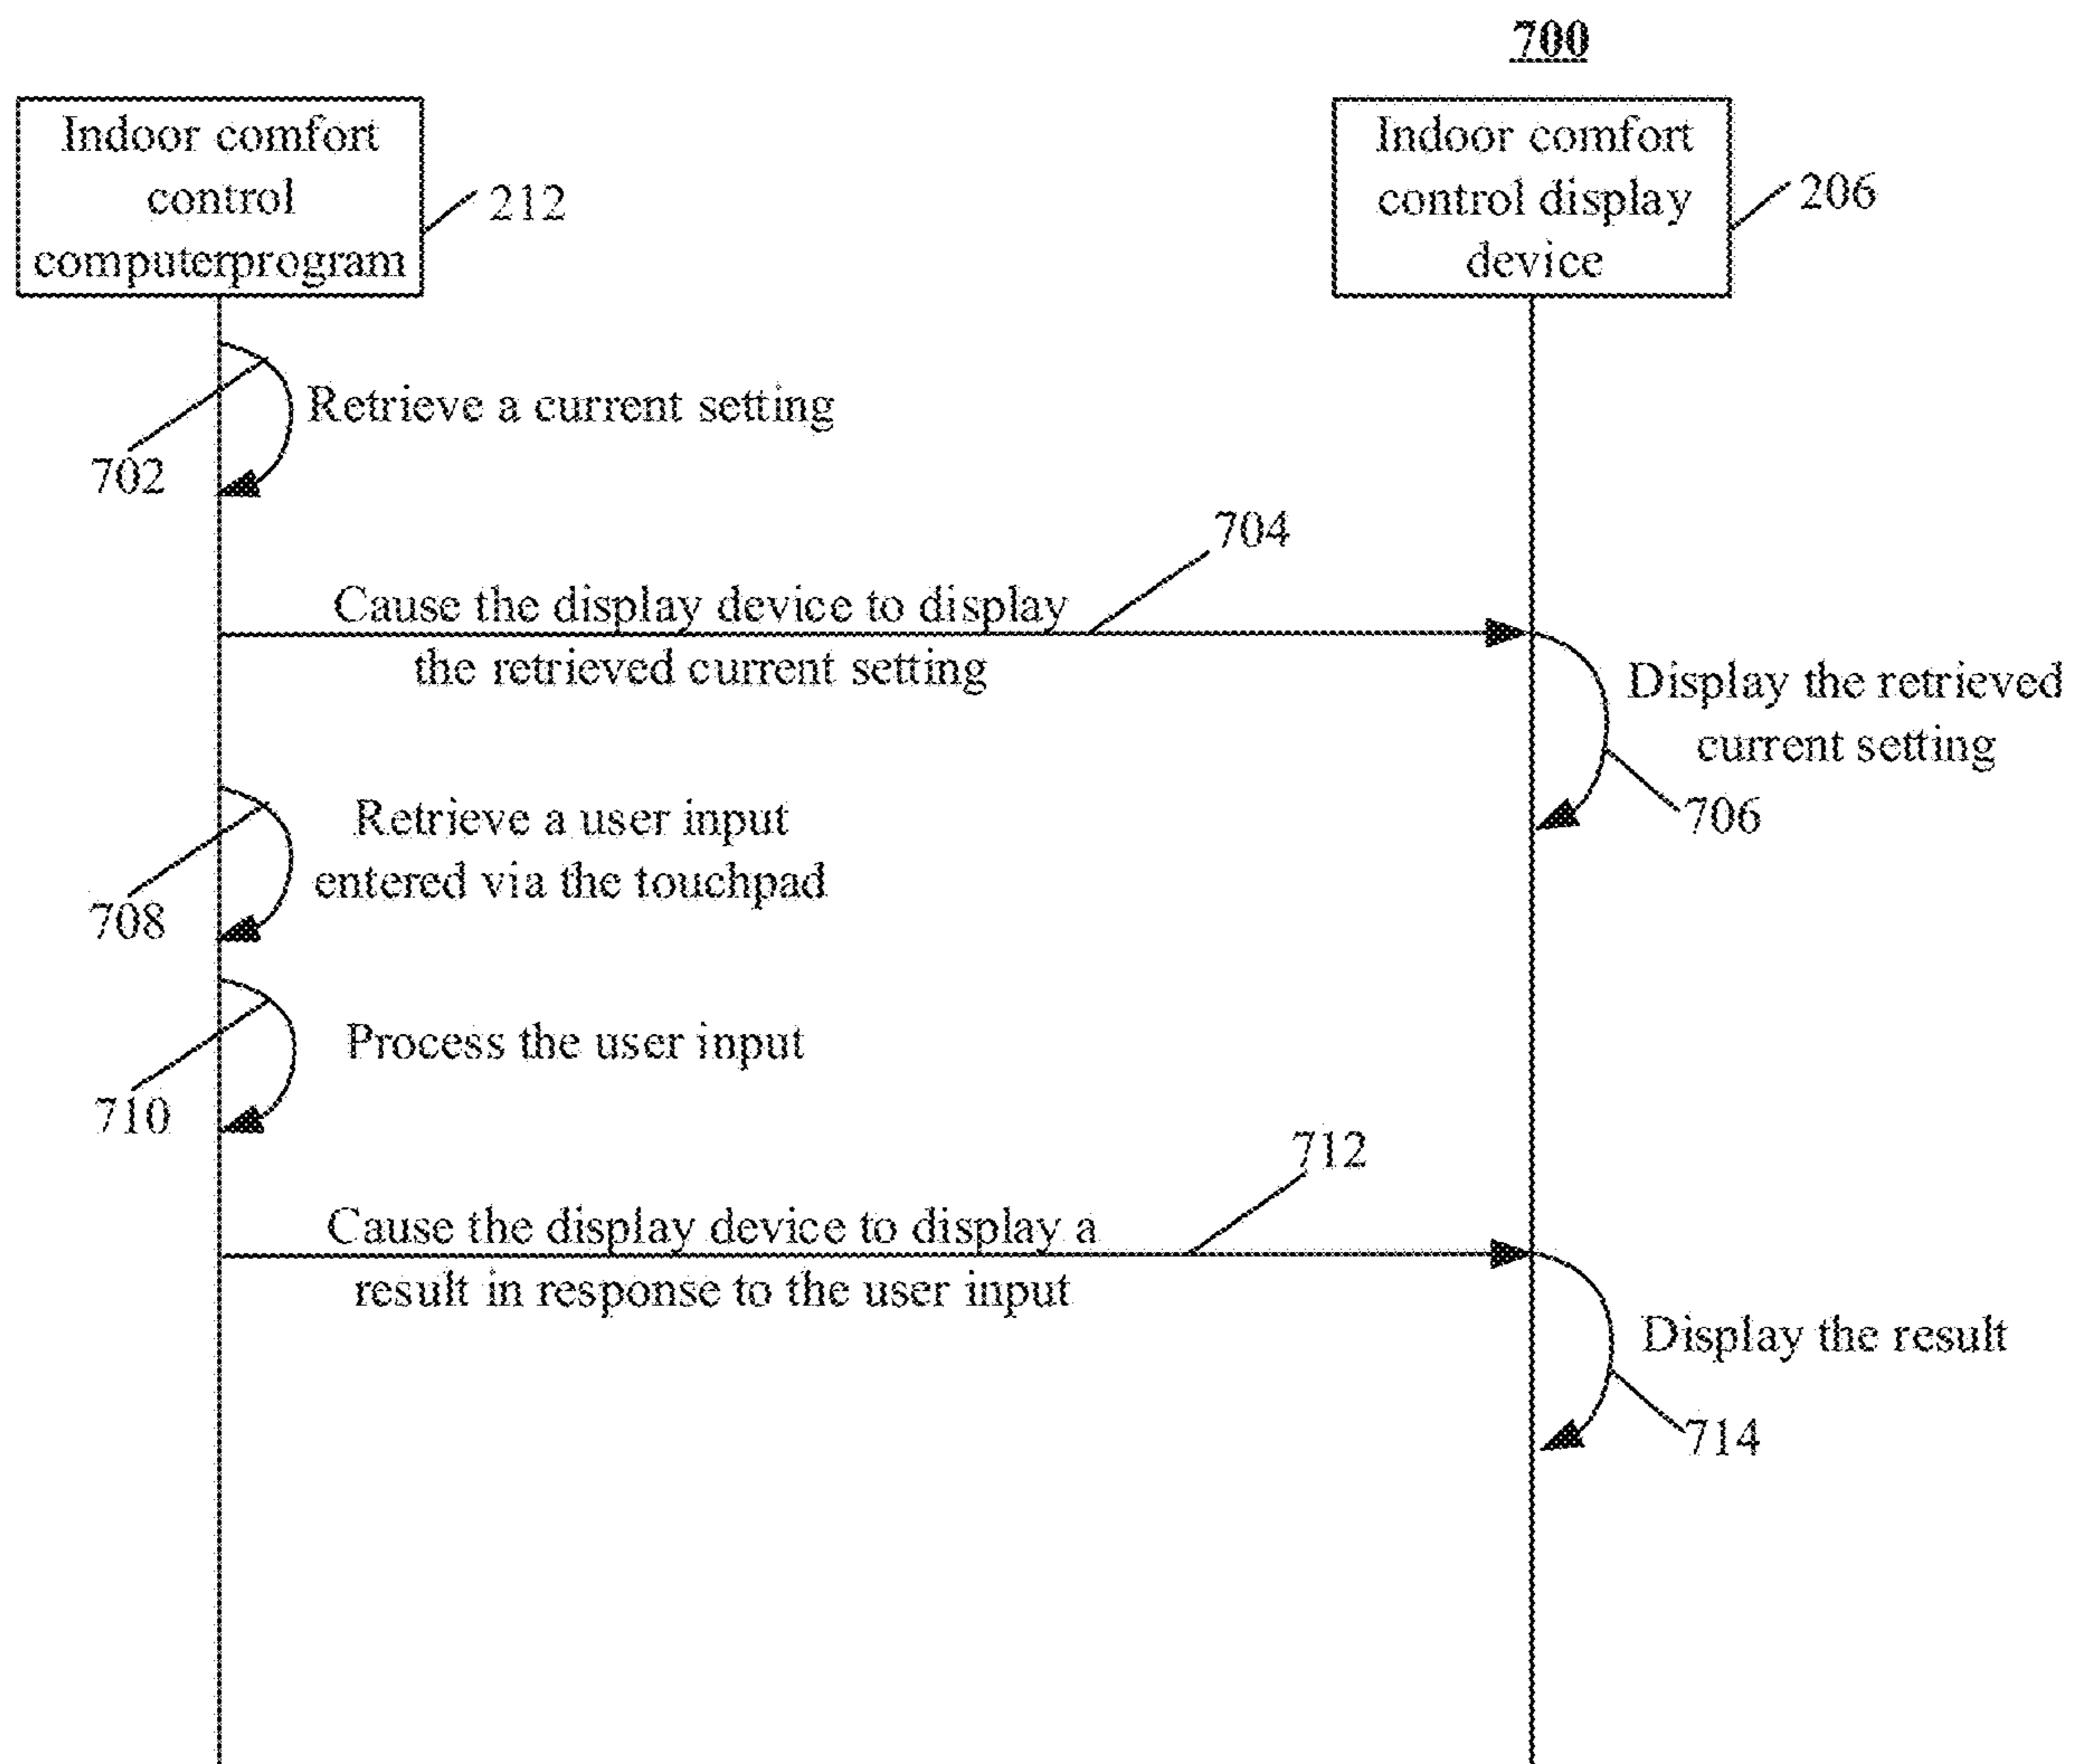 700
Indoor comfort
control
computerprogram
212
Indoor comfort
control display
device
206
Retrieve a current setting
702
704
Cause the display device to display
the retrieved current setting
Display the retrieved
current setting
706
Retrieve a user input
entered via the touchpad
708
Process the user input
710
712
Cause the display device to display a
result in response to the user input
Display the result
714